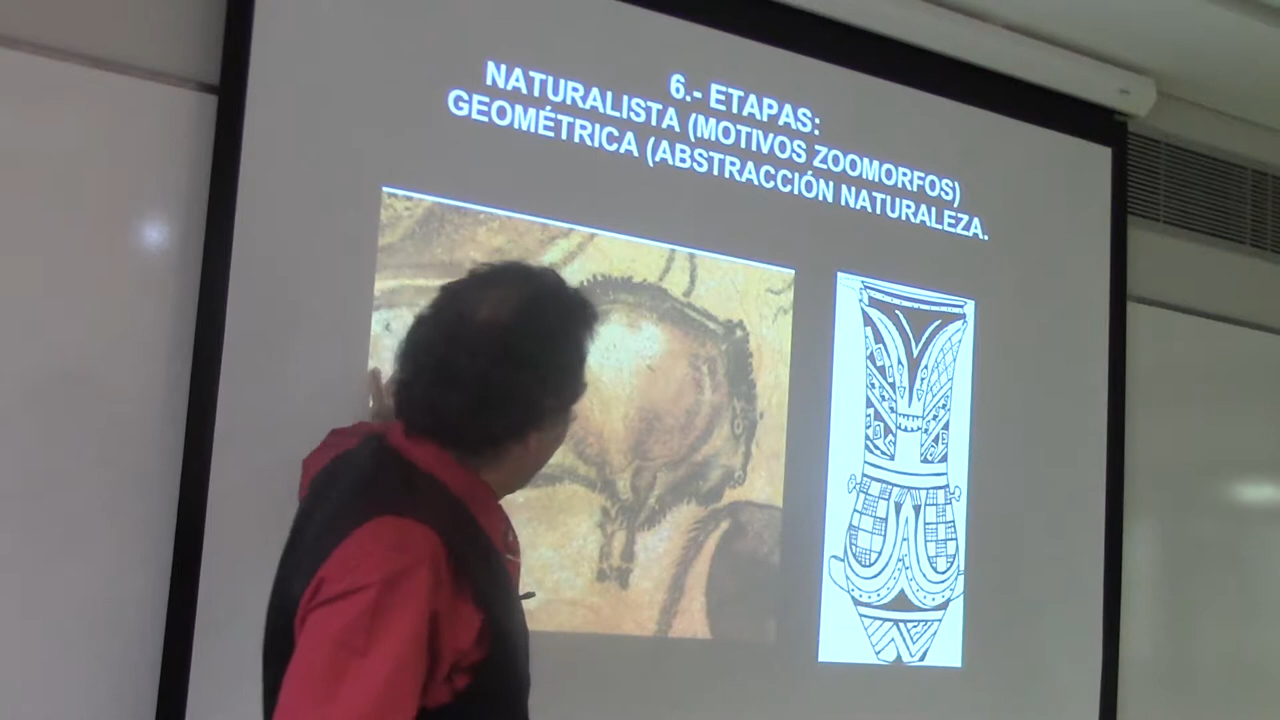 6.- ETAPAS:
NATURALISTA (MOTIVOS ZOOMORFOS)
GEOMÉTRICA (ABSTRACCIÓN NATURALEZA.